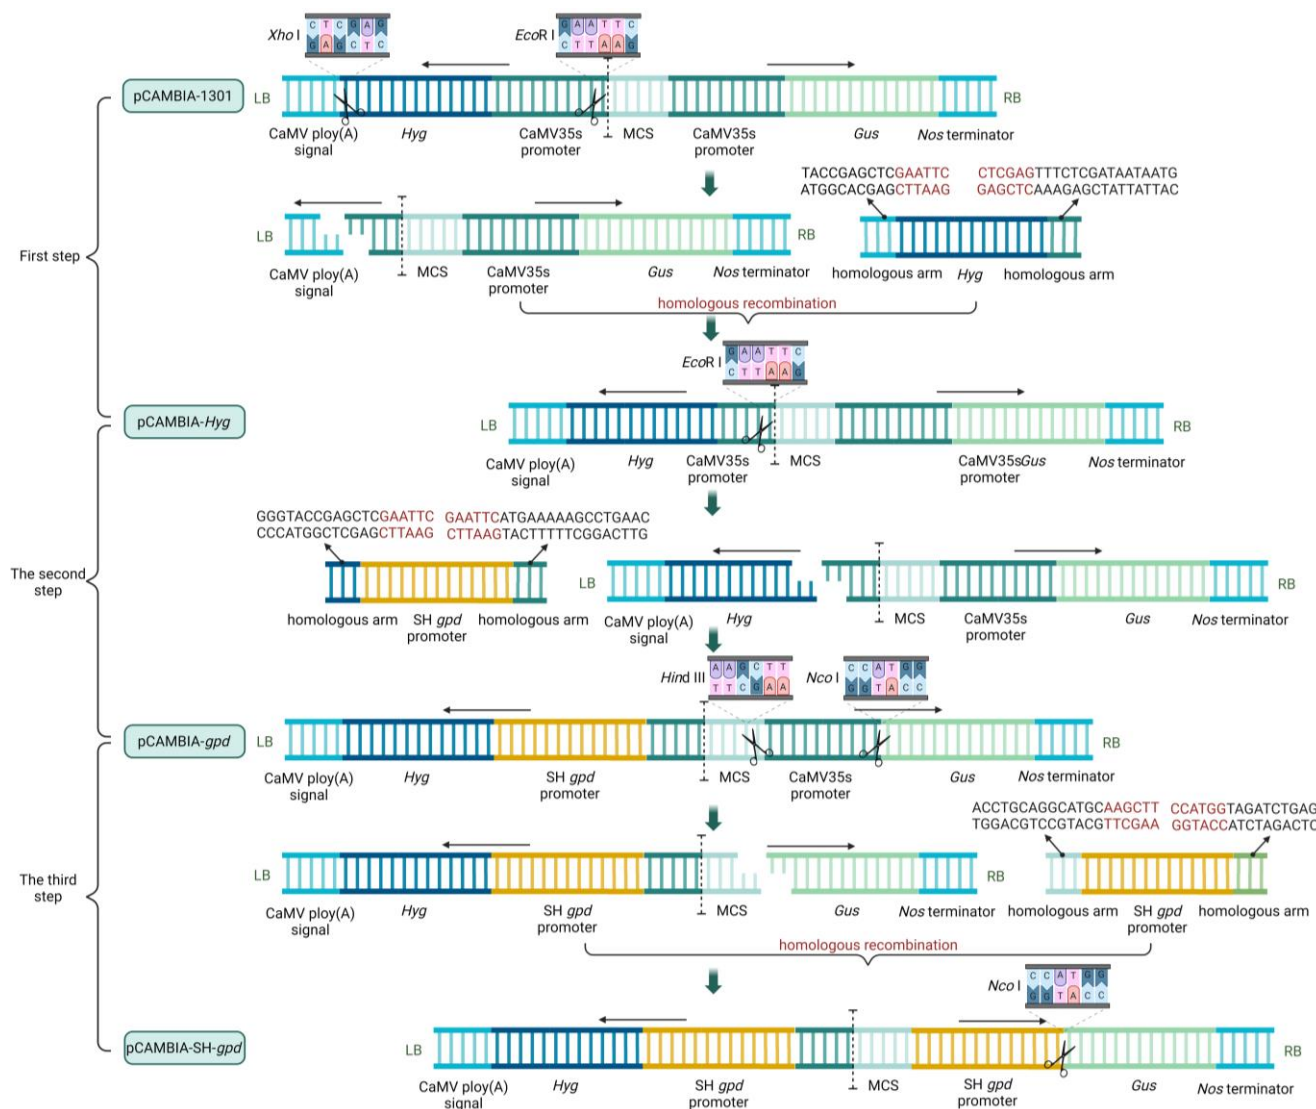 Xho I
C T C G A G
G A G C T C
EcoR I
G A A T T C
C T T A A G
pCAMBIA-1301
LB
RB
CaMV ploy(A) signal
Hyg
CaMV35s promoter
MCS
CaMV35s promoter
Gus
Nos terminator
TACCGAGCTCGAATTC CTCGAGTTTCTCGATAATAATG
ATGGCACGAGCTTAAG GAGCTCAAAGAGCTATTATTAC
First step
LB
RB
CaMV ploy(A) signal
MCS
CaMV35s promoter
Gus
Nos terminator
homologous arm
Hyg
homologous arm
homologous recombination
EcoR I
G A A T T C
C T T A A G
pCAMBIA-Hyg
LB
RB
CaMV ploy(A) signal
Hyg
CaMV35s promoter
MCS
CaMV35sGus
promoter
Nos terminator
GGGTACCGAGCTCGAATTC GAATTCATGAAAAAGCCTGAAC
CCCATGGCTCGAGCTTAAG CTTAAGTACTTTTTCGGACTTG
The second step
homologous arm
SH gpd promoter
homologous arm
LB
RB
CaMV ploy(A) signal
Hyg
MCS
CaMV35s promoter
Gus
Nos terminator
Hind III
A A G C T T
T T C G A A
Nco I
C C A T G G
G G T A C C
pCAMBIA-gpd
LB
RB
CaMV ploy(A) signal
Hyg
SH gpd promoter
MCS
CaMV35s promoter
Gus
Nos terminator
ACCTGCAGGCATGCAAGCTT CCATGGTAGATCTGAG
TGGACGTCCGTACGTTCGAA GGTACCATCTAGACTC
The third step
LB
RB
CaMV ploy(A) signal
Hyg
SH gpd promoter
MCS
Gus
Nos terminator
homologous arm
SH gpd promoter
homologous arm
homologous recombination
Nco I
C C A T G G
G G T A C C
pCAMBIA-SH-gpd
LB
RB
CaMV ploy(A) signal
Hyg
SH gpd promoter
MCS
SH gpd promoter
Gus
Nos terminator